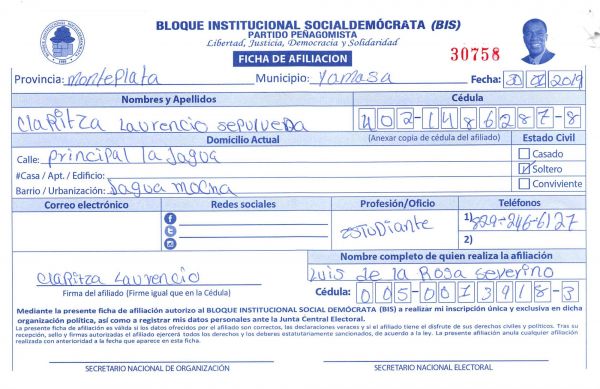 BLOQUE INSTITUCIONAL SOCIALDEMÓCRATA (BIS)
PARTIDO PEÑAGOMISTA
Libertad, Justicia, Democracia y Solidaridad
FICHA DE AFILIACION
30758
Provincia: Monteplata Municipio: Yamasa Fecha: 30/02/2019
Nombres y Apellidos Cédula
Claritza Laurencio sepulveda 402-1486287-8
Domicilio Actual (Anexar copia de cédula del afiliado) Estado Civil
Calle: principal la Jagua Casado
#Casa / Apt. / Edificio: Soltero
Barrio / Urbanización: Jagua mocha Conviviente
Correo electrónico Redes sociales Profesión/Oficio Teléfonos
ESTUDiante 1) 829-246-6127
2)
Nombre completo de quien realiza la afiliación
Claritza Laurencio Luis de la Rosa Severino
Firma del afiliado (Firme igual que en la Cédula) Cédula: 005-0073918-3
Mediante la presente ficha de afiliación autorizo al BLOQUE INSTITUCIONAL SOCIAL DEMÓCRATA (BIS) a realizar mi inscripción única y exclusiva en dicha
organización política, así como a registrar mis datos personales ante la Junta Central Electoral.
La presente ficha de afiliación es válida si los datos ofrecidos por el afiliado son correctos, las declaraciones veraces y si el afiliado tiene el disfrute de sus derechos civiles y políticos. Tras su
recepción, sello y firmas autorizadas el afiliado ejercerá todos los derechos y los deberes estatutariamente sancionados, de acuerdo a la ley. La presente afiliación anula cualquier afiliación
realizada con anterioridad a la fecha que aparece en esta ficha.
SECRETARIO NACIONAL DE ORGANIZACIÓN SECRETARIO NACIONAL ELECTORAL